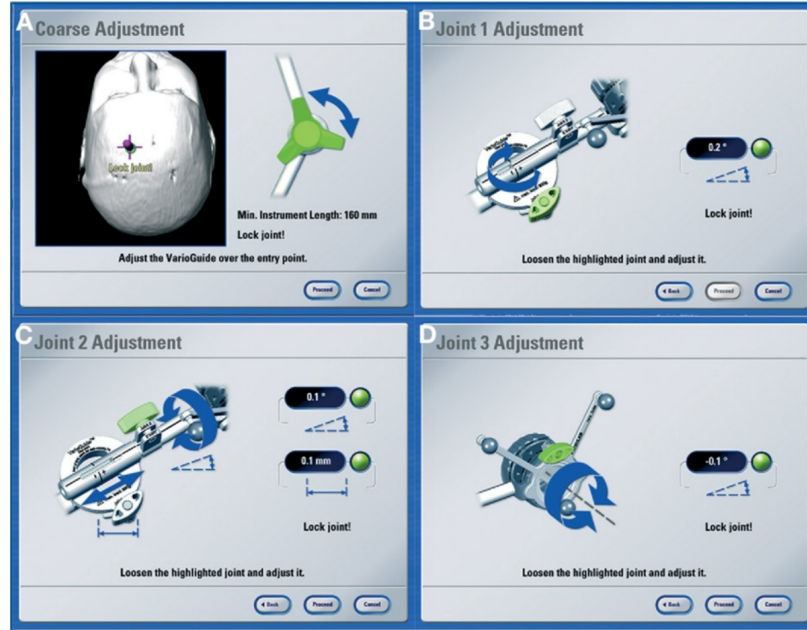 A
Coarse Adjustment
Lock joint!
Min. Instrument Length: 160 mm
Lock joint!
Adjust the VarioGuide over the entry point.
Proceed
Cancel
B
Joint 1 Adjustment
VarioGuide
0.2 °
Lock joint!
Loosen the highlighted joint and adjust it.
Back
Proceed
Cancel
C
Joint 2 Adjustment
VarioGuide
0.1 °
0.1 mm
Lock joint!
Loosen the highlighted joint and adjust it.
Back
Proceed
Cancel
D
Joint 3 Adjustment
-0.1 °
Lock joint!
Loosen the highlighted joint and adjust it.
Back
Proceed
Cancel